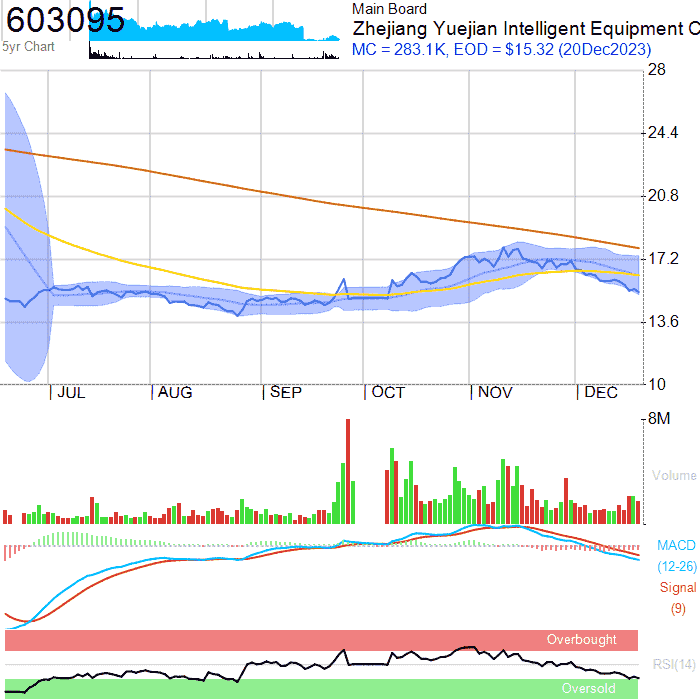 603095
5yr Chart
Main Board
Zhejiang Yuejian Intelligent Equipment C
MC = 283.1K, EOD = $15.32 (20Dec2023)
28
24.4
20.8
17.2
13.6
10
JUL
AUG
SEP
OCT
NOV
DEC
8M
Volume
MACD
(12-26)
Signal
(9)
Overbought
RSI(14)
Oversold